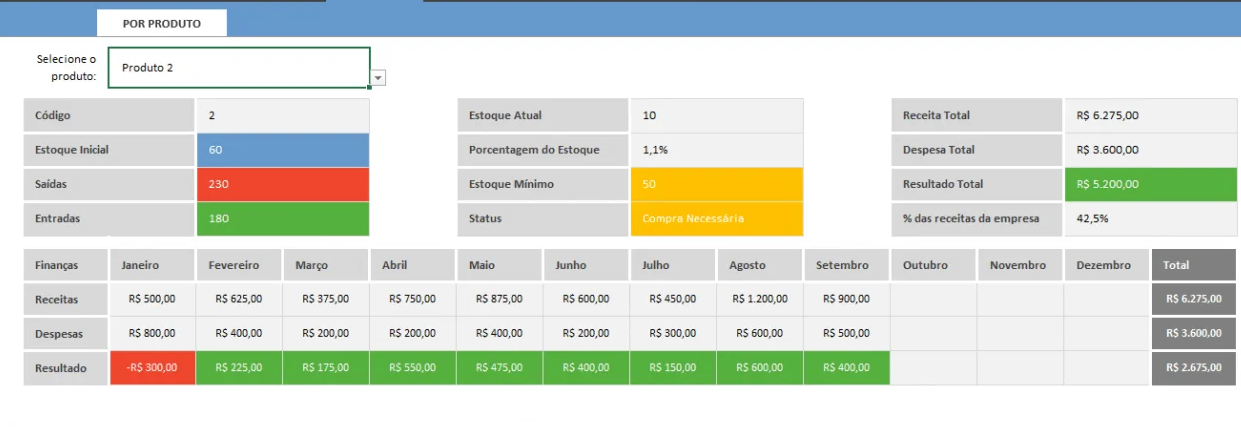 POR PRODUTO
Selecione o
produto:
Produto 2
Código 2 Estoque Atual 10 Receita Total R$ 6.275,00
Estoque Inicial 60 Porcentagem do Estoque 1,1% Despesa Total R$ 3.600,00
Saídas 230 Estoque Mínimo 50 Resultado Total R$ 5.200,00
Entradas 180 Status Compra Necessária % das receitas da empresa 42,5%
Finanças Janeiro Fevereiro Março Abril Maio Junho Julho Agosto Setembro Outubro Novembro Dezembro Total
Receitas R$ 500,00 R$ 625,00 R$ 375,00 R$ 750,00 R$ 875,00 R$ 600,00 R$ 450,00 R$ 1.200,00 R$ 900,00 R$ 6.275,00
Despesas R$ 800,00 R$ 400,00 R$ 200,00 R$ 200,00 R$ 400,00 R$ 200,00 R$ 300,00 R$ 600,00 R$ 500,00 R$ 3.600,00
Resultado -R$ 300,00 R$ 225,00 R$ 175,00 R$ 550,00 R$ 475,00 R$ 400,00 R$ 150,00 R$ 600,00 R$ 400,00 R$ 2.675,00